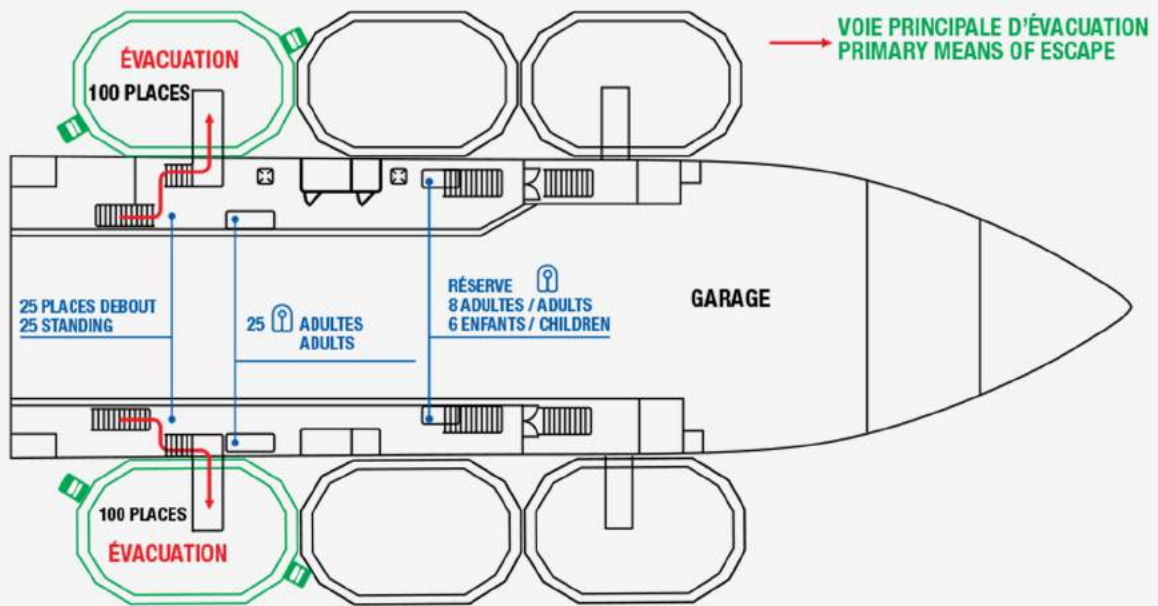 VOIE PRINCIPALE D'ÉVACUATION
PRIMARY MEANS OF ESCAPE
ÉVACUATION
100 PLACES
25 PLACES DEBOUT
25 STANDING
25 ADULTES
ADULTS
RÉSERVE
8 ADULTES / ADULTS
6 ENFANTS / CHILDREN
GARAGE
100 PLACES
ÉVACUATION